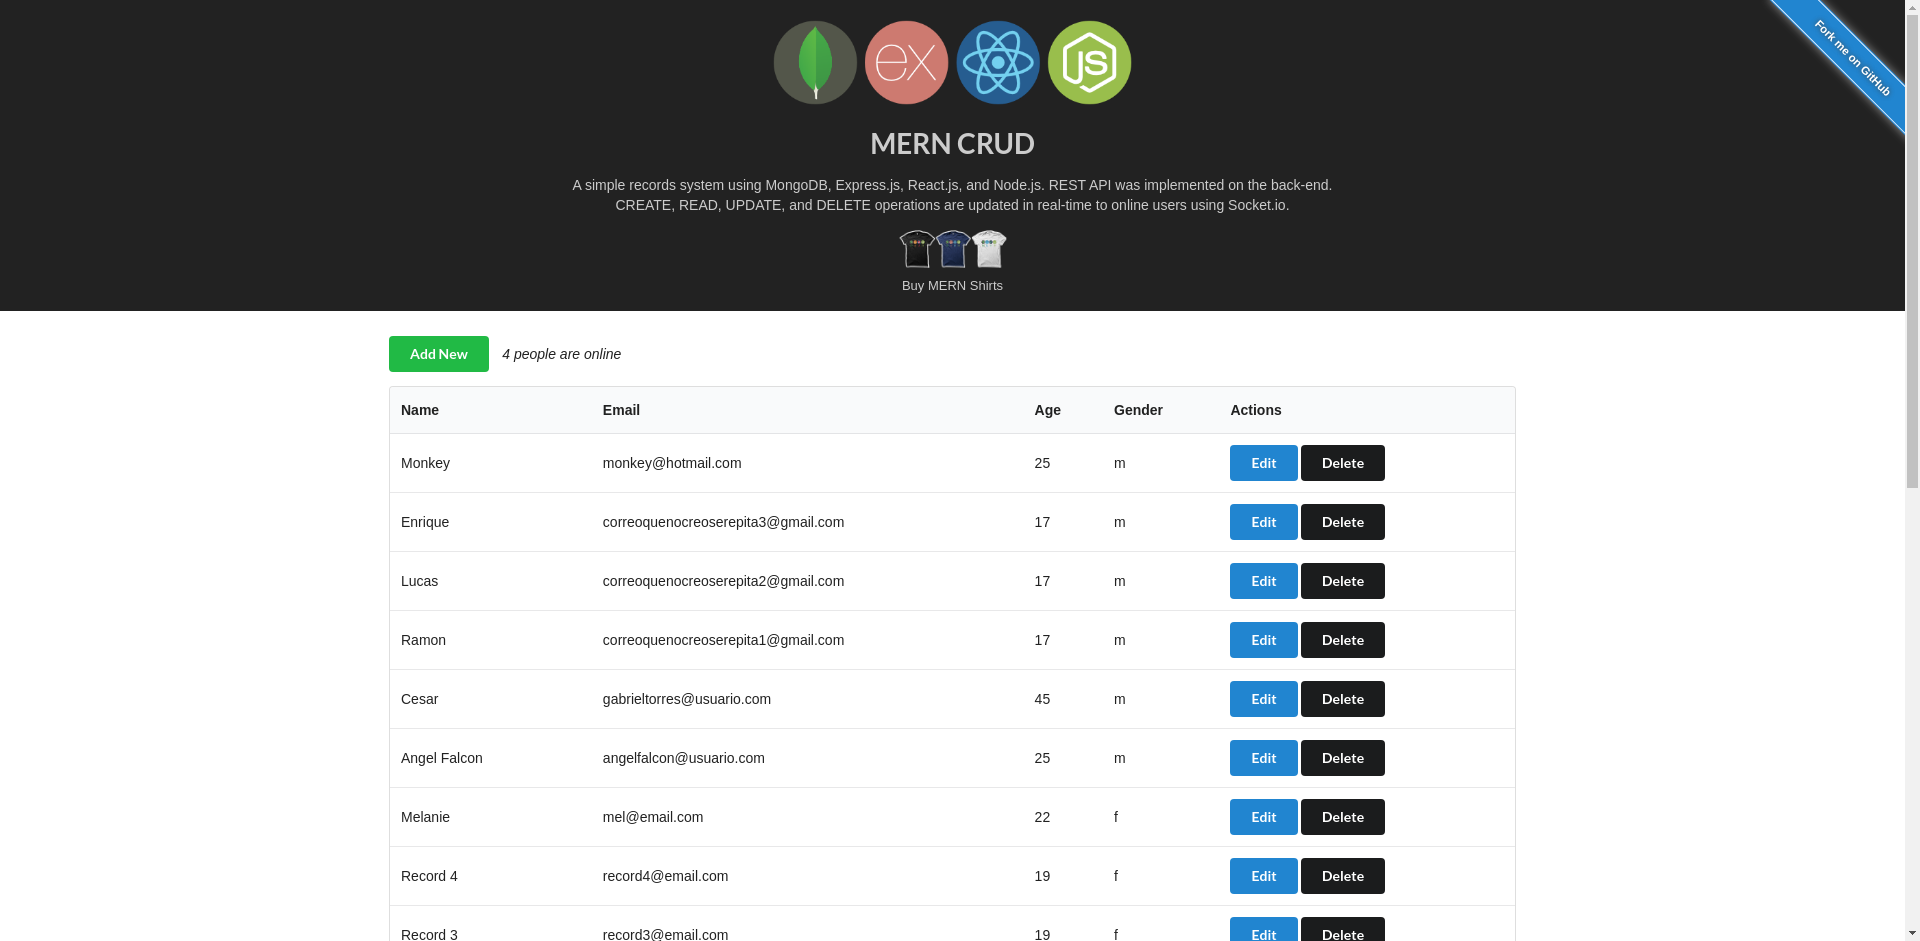 ex JS
Fork me on GitHub
MERN CRUD
A simple records system using MongoDB, Express.js, React.js, and Node.js. REST API was implemented on the back-end.
CREATE, READ, UPDATE, and DELETE operations are updated in real-time to online users using Socket.io.
Buy MERN Shirts
Add New 4 people are online
Name Email Age Gender Actions
Monkey monkey@hotmail.com 25 m Edit Delete
Enrique correoquenocreoserepita3@gmail.com 17 m Edit Delete
Lucas correoquenocreoserepita2@gmail.com 17 m Edit Delete
Ramon correoquenocreoserepita1@gmail.com 17 m Edit Delete
Cesar gabrieltorres@usuario.com 45 m Edit Delete
Angel Falcon angelfalcon@usuario.com 25 m Edit Delete
Melanie mel@email.com 22 f Edit Delete
Record 4 record4@email.com 19 f Edit Delete
Record 3 record3@email.com 19 f Edit Delete